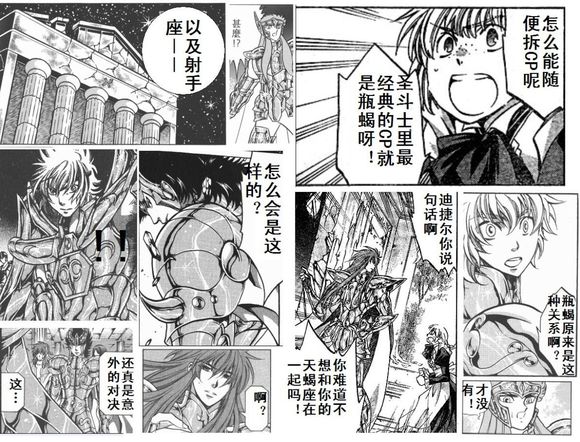 以及射手
座——
甚麼!?
怎么会是这
样的？
!!
还真是意
外的对决
这…
啊？
怎么能随
便拆CP呢
圣斗士里最
经典的CP就
是瓶蝎呀！
迪捷尔你说
句话啊
你难道不
想和你的
天蝎座在
一起吗！
瓶蝎原来是这
种关系啊？
才没
有！